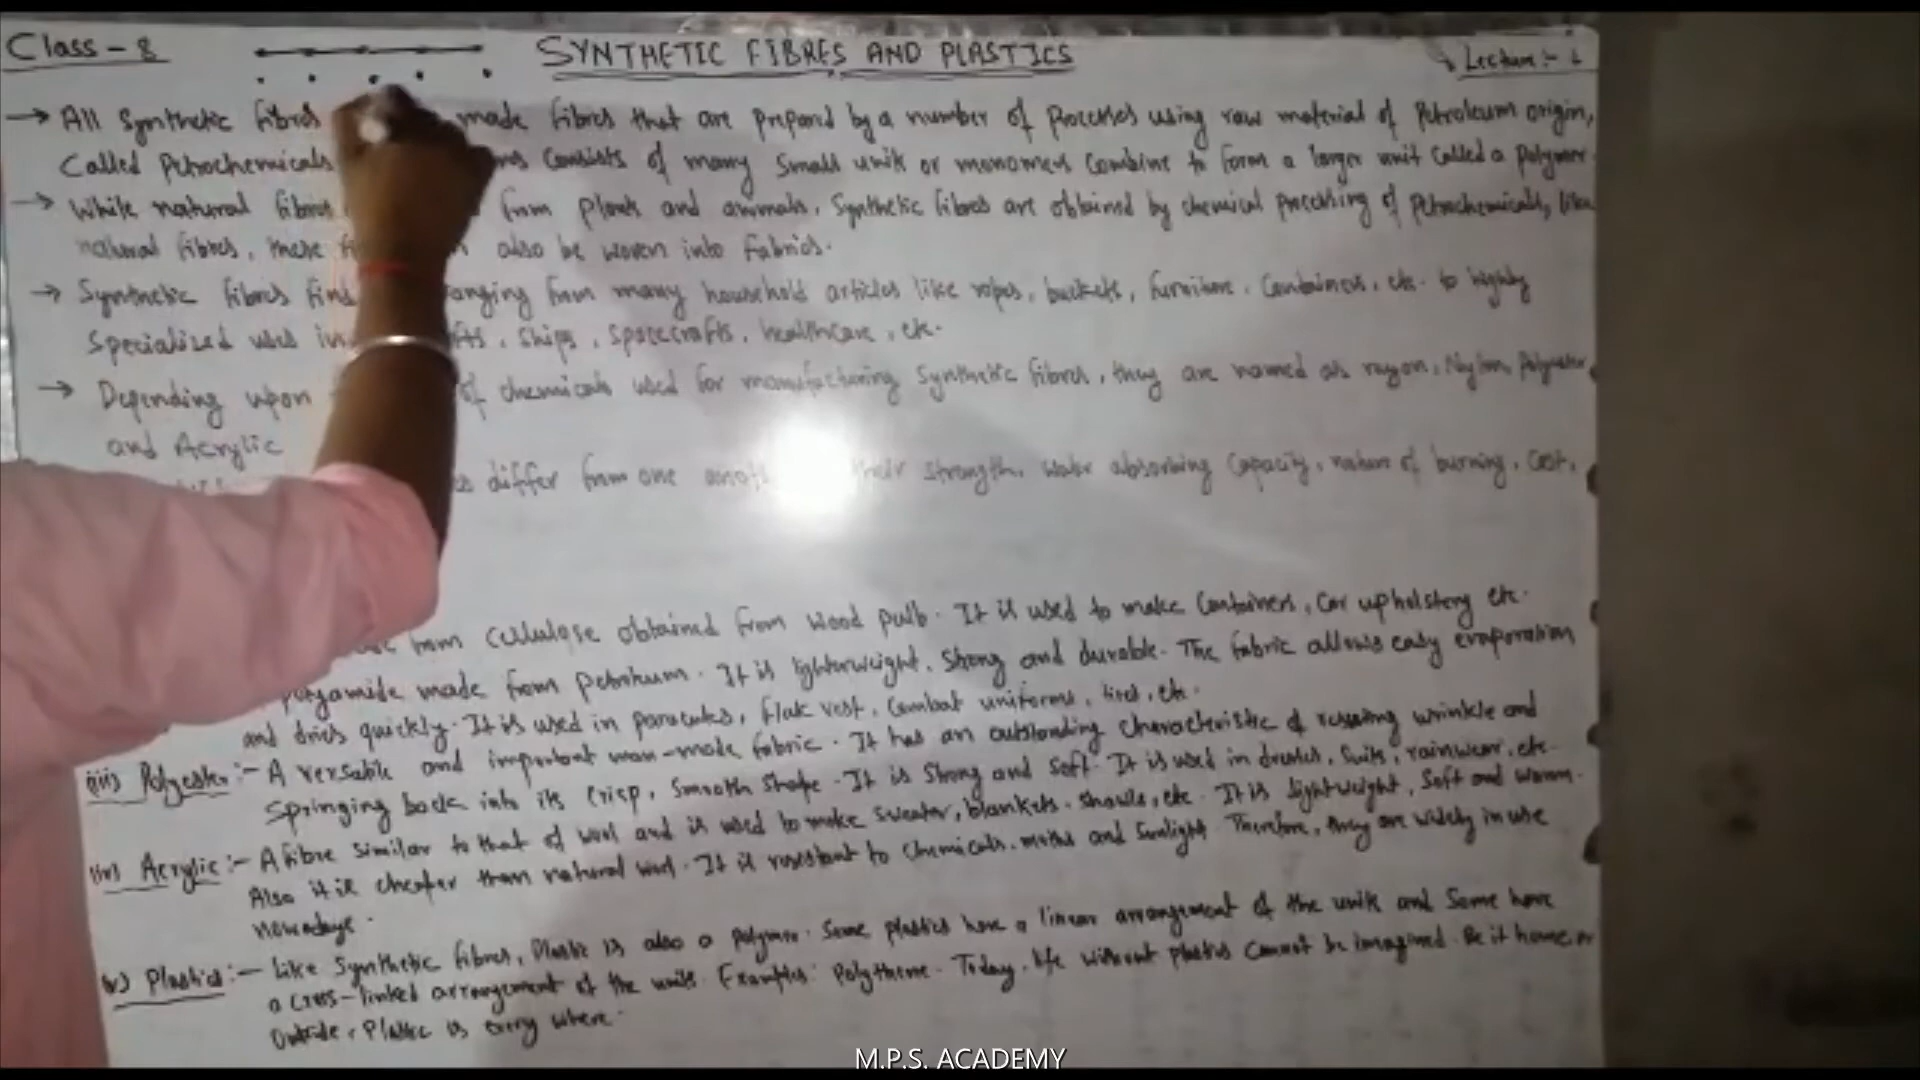 Class - 8
SYNTHETIC FIBRES AND PLASTICS
Lecture:-
→ All Synthetic fibres made fibres that are prepared by a number of Processes using raw material of Petroleum origin,
Called Petrochemicals consists of many small units or monomers combine to form a larger unit called a polymer
→ While natural fibres from plants and animals, Synthetic fibres are obtained by chemical processing of Petrochemicals, like
natural fibres, these also be woven into fabrics.
→ Synthetic fibres find ranging from many household articles like ropes, buckets, furniture, Containers, etc. to highly
Specialised uses in , Ships, Spacecrafts, healthcare, etc.
→ Depending upon of chemicals used for manufacturing Synthetic fibres, they are named as rayon, Nylon, Polyester
and Acrylic
differ from one their strength, water absorbing Capacity, nature of burning, Cost,
from Cellulose obtained from wood pulb. It is used to make Containers, Car upholstery etc.
polyamide made from petroleum. It is lightweight, Strong and durable. The fabric allows easy evaporation
and dries quickly. It is used in , flak vest, Combat uniforms, , etc.
(iii) Polyester:- A and important man-made fabric. It has an outstanding Characteristic of wrinkle and
Springing back into its Crisp, Smooth Shape. It is Strong and Soft. It is used in dresses, Suits, rainwear, etc.
(iv) Acrylic:- A fibre similar to that of wool and is used to make sweater, blankets, shawls, etc. It is lightweight, Soft and warm.
Also it is cheaper than natural wool. It is resistant to Chemicals, moths and Sunlight. Therefore, they are widely in use
(v) Plastics:- Like Synthetic fibres, Plastic is also a polymer. Some plastics have a linear arrangement of the units and Some have
a Cross-linked arrangement of the units. Examples: Polythene. Today, life without plastics Cannot be imagined. Be it home or
Outside, Plastic is every where.
M.P.S. ACADEMY